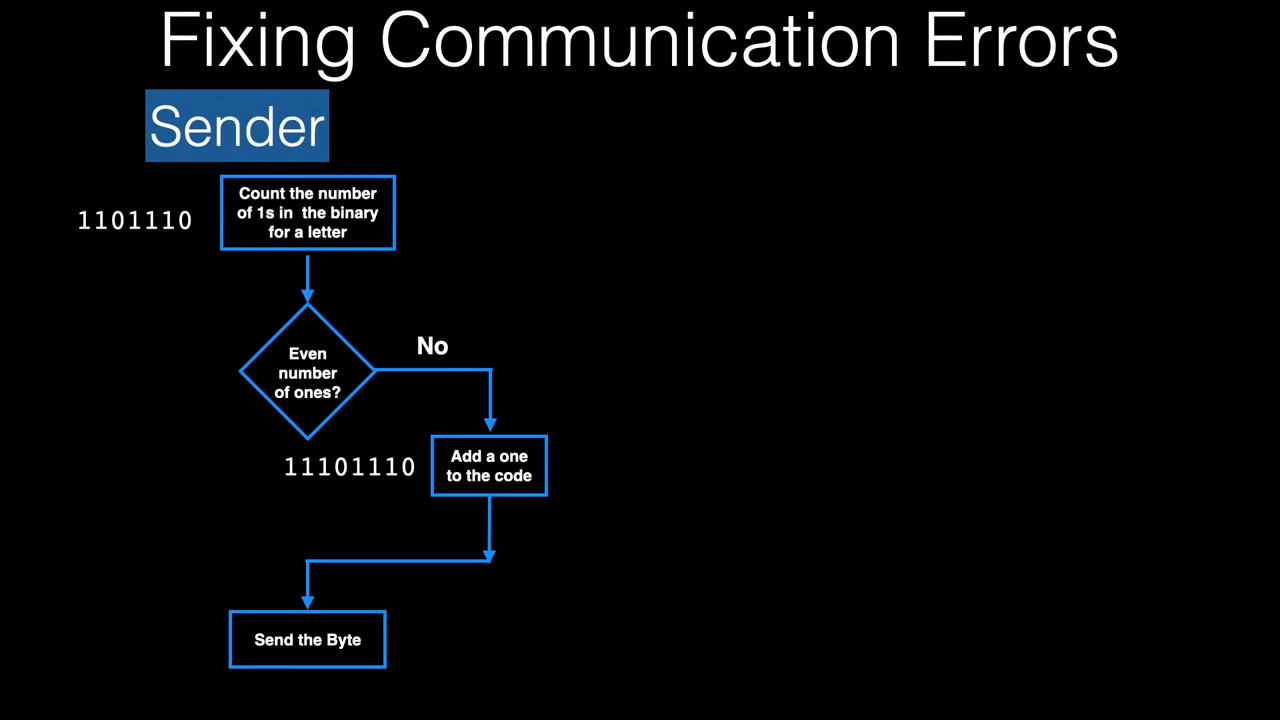 Fixing Communication Errors
Sender
Count the number
of 1s in the binary
for a letter
1101110
Even
number
of ones?
No
11101110
Add a one
to the code
Send the Byte